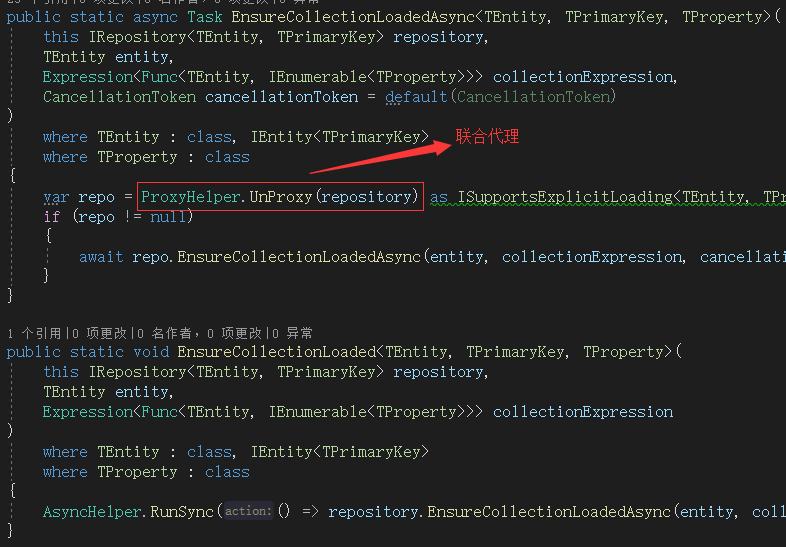 public static async Task EnsureCollectionLoadedAsync<TEntity, TPrimaryKey, TProperty>(
this IRepository<TEntity, TPrimaryKey> repository,
TEntity entity,
Expression<Func<TEntity, IEnumerable<TProperty>>> collectionExpression,
CancellationToken cancellationToken = default(CancellationToken)
)
where TEntity : class, IEntity<TPrimaryKey>
联合代理
where TProperty : class
{
var repo = ProxyHelper.UnProxy(repository) as ISupportsExplicitLoading<TEntity, TPr
if (repo != null)
{
await repo.EnsureCollectionLoadedAsync(entity, collectionExpression, cancellati
}
}
1 个引用|0 项更改|0 名作者，0 项更改|0 异常
public static void EnsureCollectionLoaded<TEntity, TPrimaryKey, TProperty>(
this IRepository<TEntity, TPrimaryKey> repository,
TEntity entity,
Expression<Func<TEntity, IEnumerable<TProperty>>> collectionExpression
)
where TEntity : class, IEntity<TPrimaryKey>
where TProperty : class
{
AsyncHelper.RunSync(action: () => repository.EnsureCollectionLoadedAsync(entity, coll
}